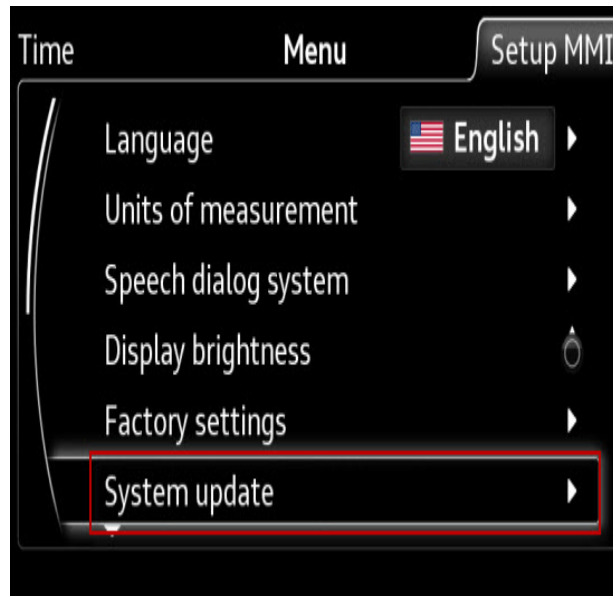 Time Menu Setup MMI
Language English
Units of measurement
Speech dialog system
Display brightness
Factory settings
System update